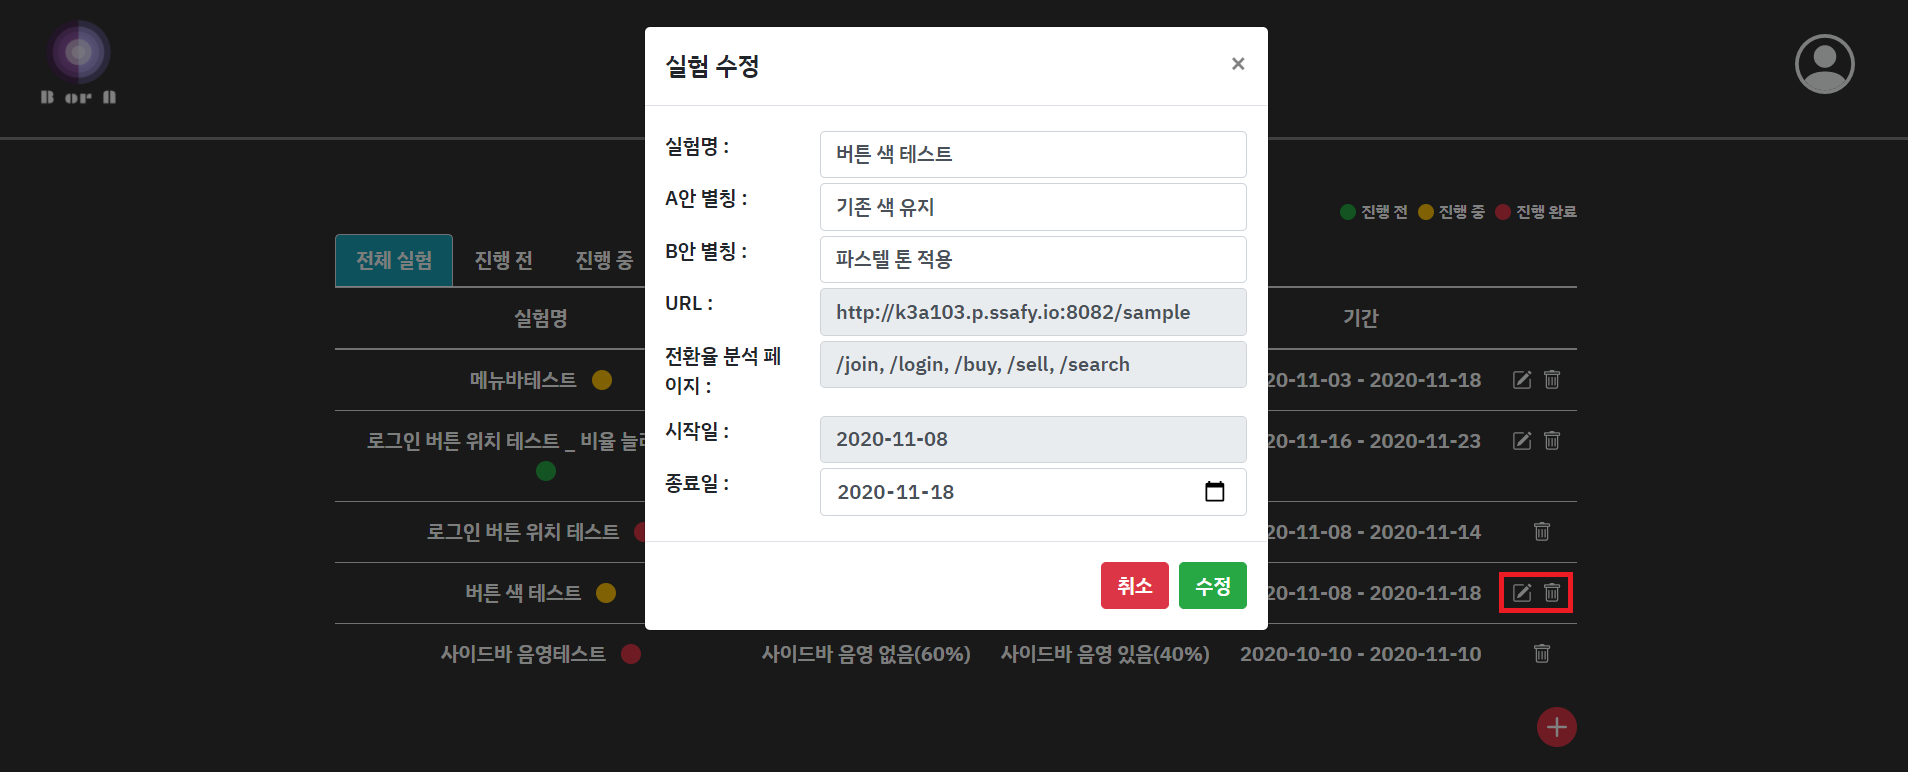 B or A
실험 수정
×
실험명 :
버튼 색 테스트
A안 별칭 :
기존 색 유지
B안 별칭 :
파스텔 톤 적용
URL :
http://k3a103.p.ssafy.io:8082/sample
전환율 분석 페
이지 :
/join, /login, /buy, /sell, /search
시작일 :
2020-11-08
종료일 :
2020-11-18
취소 수정
진행 전 진행 중 진행 완료
전체 실험 진행 전 진행 중
실험명 기간
메뉴바테스트 20-11-03 - 2020-11-18
로그인 버튼 위치 테스트 _ 비율 20-11-16 - 2020-11-23
로그인 버튼 위치 테스트 20-11-08 - 2020-11-14
버튼 색 테스트 20-11-08 - 2020-11-18
사이드바 음영테스트 사이드바 음영 없음(60%) 사이드바 음영 있음(40%) 2020-10-10 - 2020-11-10